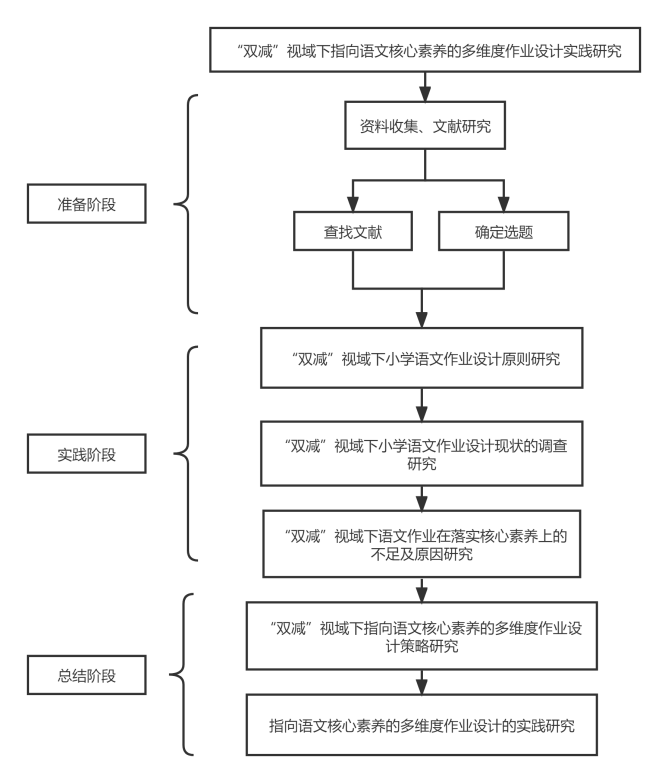 “双减”视域下指向语文核心素养的多维度作业设计实践研究
资料收集、文献研究
准备阶段
查找文献
确定选题
“双减”视域下小学语文作业设计原则研究
实践阶段
“双减”视域下小学语文作业设计现状的调查
研究
“双减”视域下语文作业在落实核心素养上的
不足及原因研究
“双减”视域下指向语文核心素养的多维度作业设
计策略研究
总结阶段
指向语文核心素养的多维度作业设计的实践研究